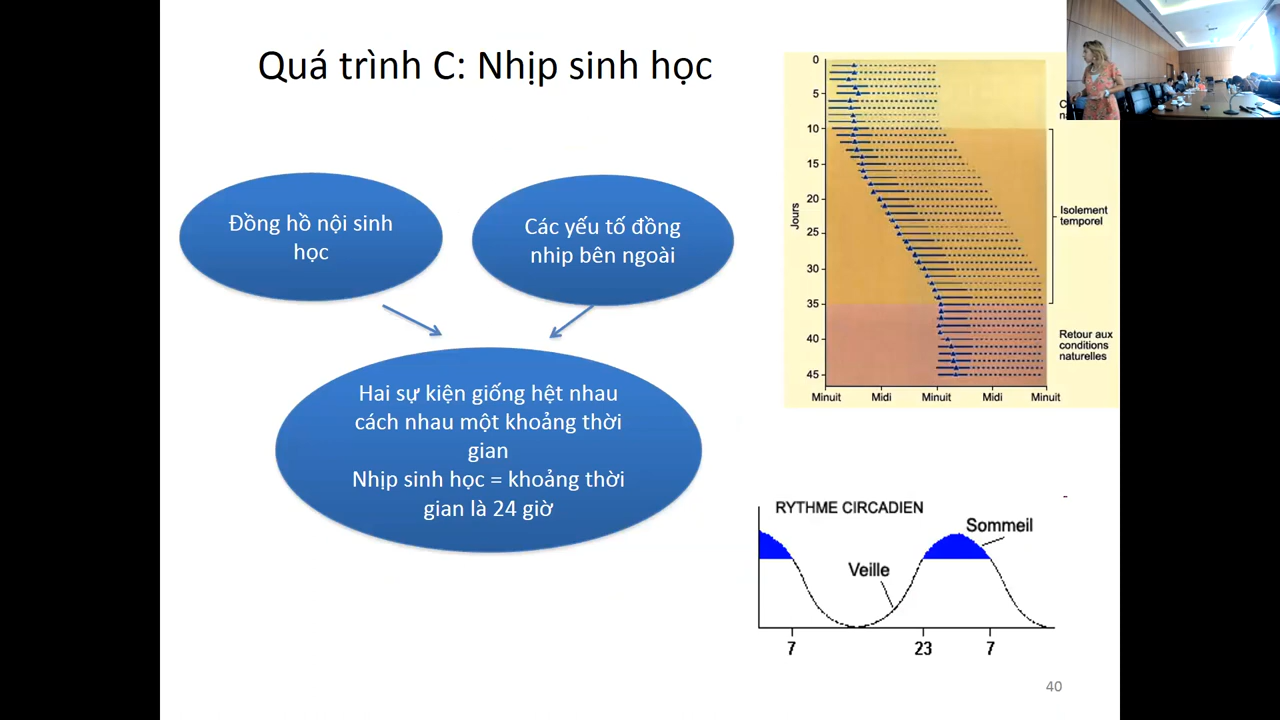 Quá trình C: Nhịp sinh học
Đồng hồ nội sinh
học
Các yếu tố đồng
nhip bên ngoài
Hai sự kiện giống hệt nhau
cách nhau một khoảng thời
gian
Nhịp sinh học = khoảng thời
gian là 24 giờ
0
5
10
15
20
25
30
35
40
45
Jours
Minuit Midi Minuit Midi Minuit
Isolement
temporel
Retour aux
conditions
naturelles
RYTHME CIRCADIEN
Sommeil
Veille
7 23 7
40